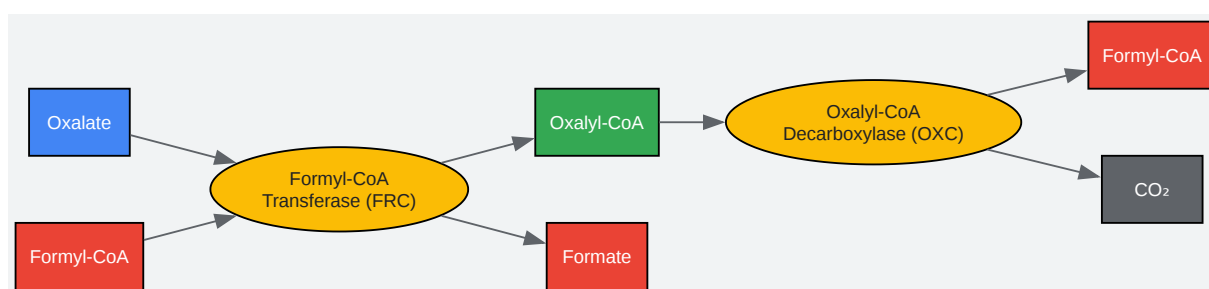 Oxalate
Formyl-CoA
Formyl-CoA
Transferase (FRC)
Oxalyl-CoA
Formate
Oxalyl-CoA
Decarboxylase (OXC)
Formyl-CoA
CO₂